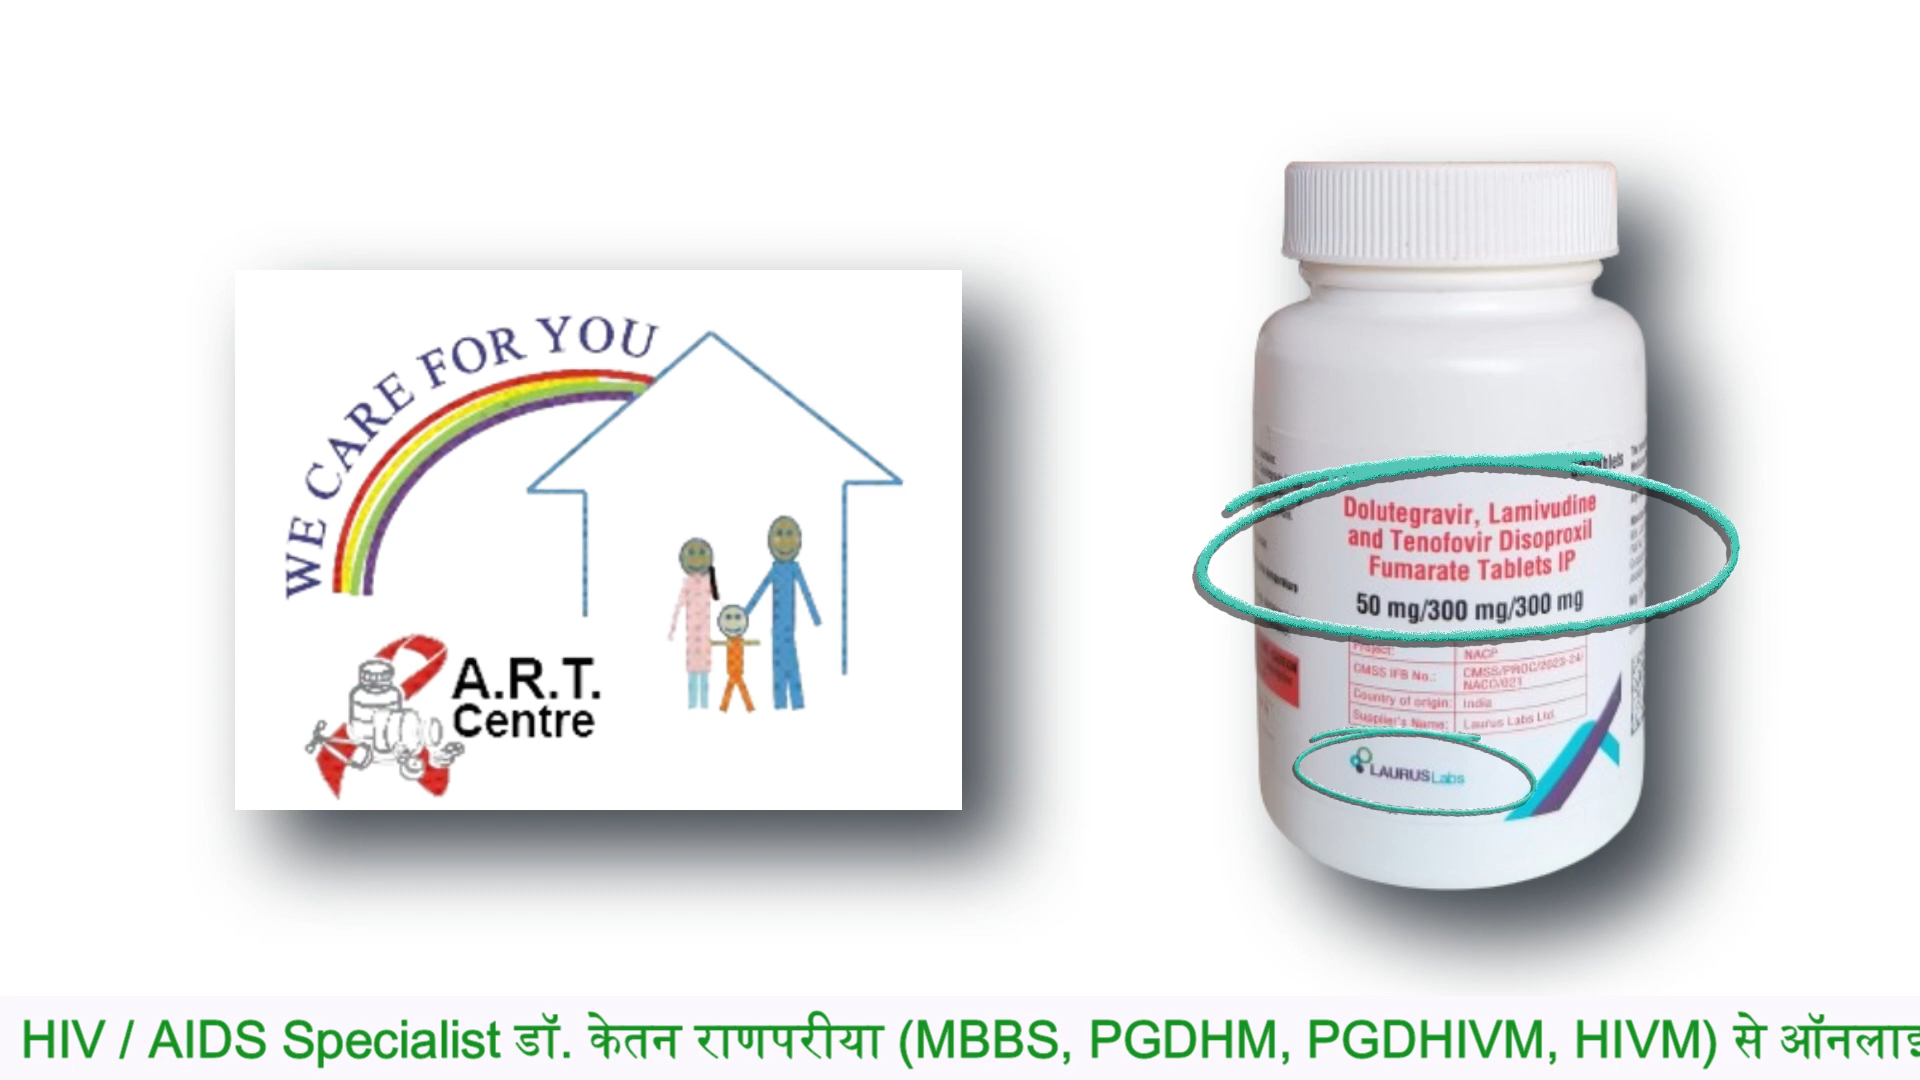 WE CARE FOR YOU
A.R.T.
Centre
Dolutegravir, Lamivudine
and Tenofovir Disoproxil
Fumarate Tablets IP
50 mg/300 mg/300 mg
Project: NACP
CMSS IFB No.: CMSS/PROC/2023-24/
NACO/021
Country of origin: India
Supplier's Name: Laurus Labs Ltd.
LAURUS Labs
HIV / AIDS Specialist डॉ. केतन राणपरीया (MBBS, PGDHM, PGDHIVM, HIVM) से